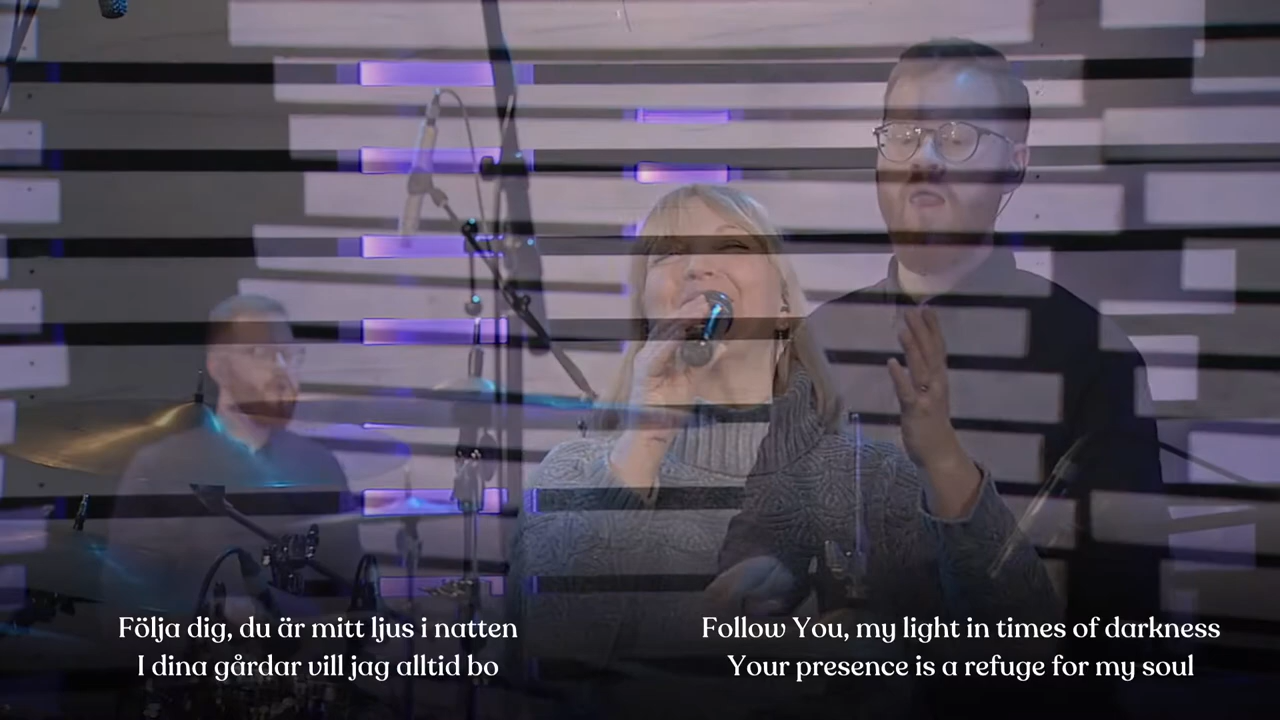 Följa dig, du är mitt ljus i natten
I dina gårdar vill jag alltid bo
Follow You, my light in times of darkness
Your presence is a refuge for my soul